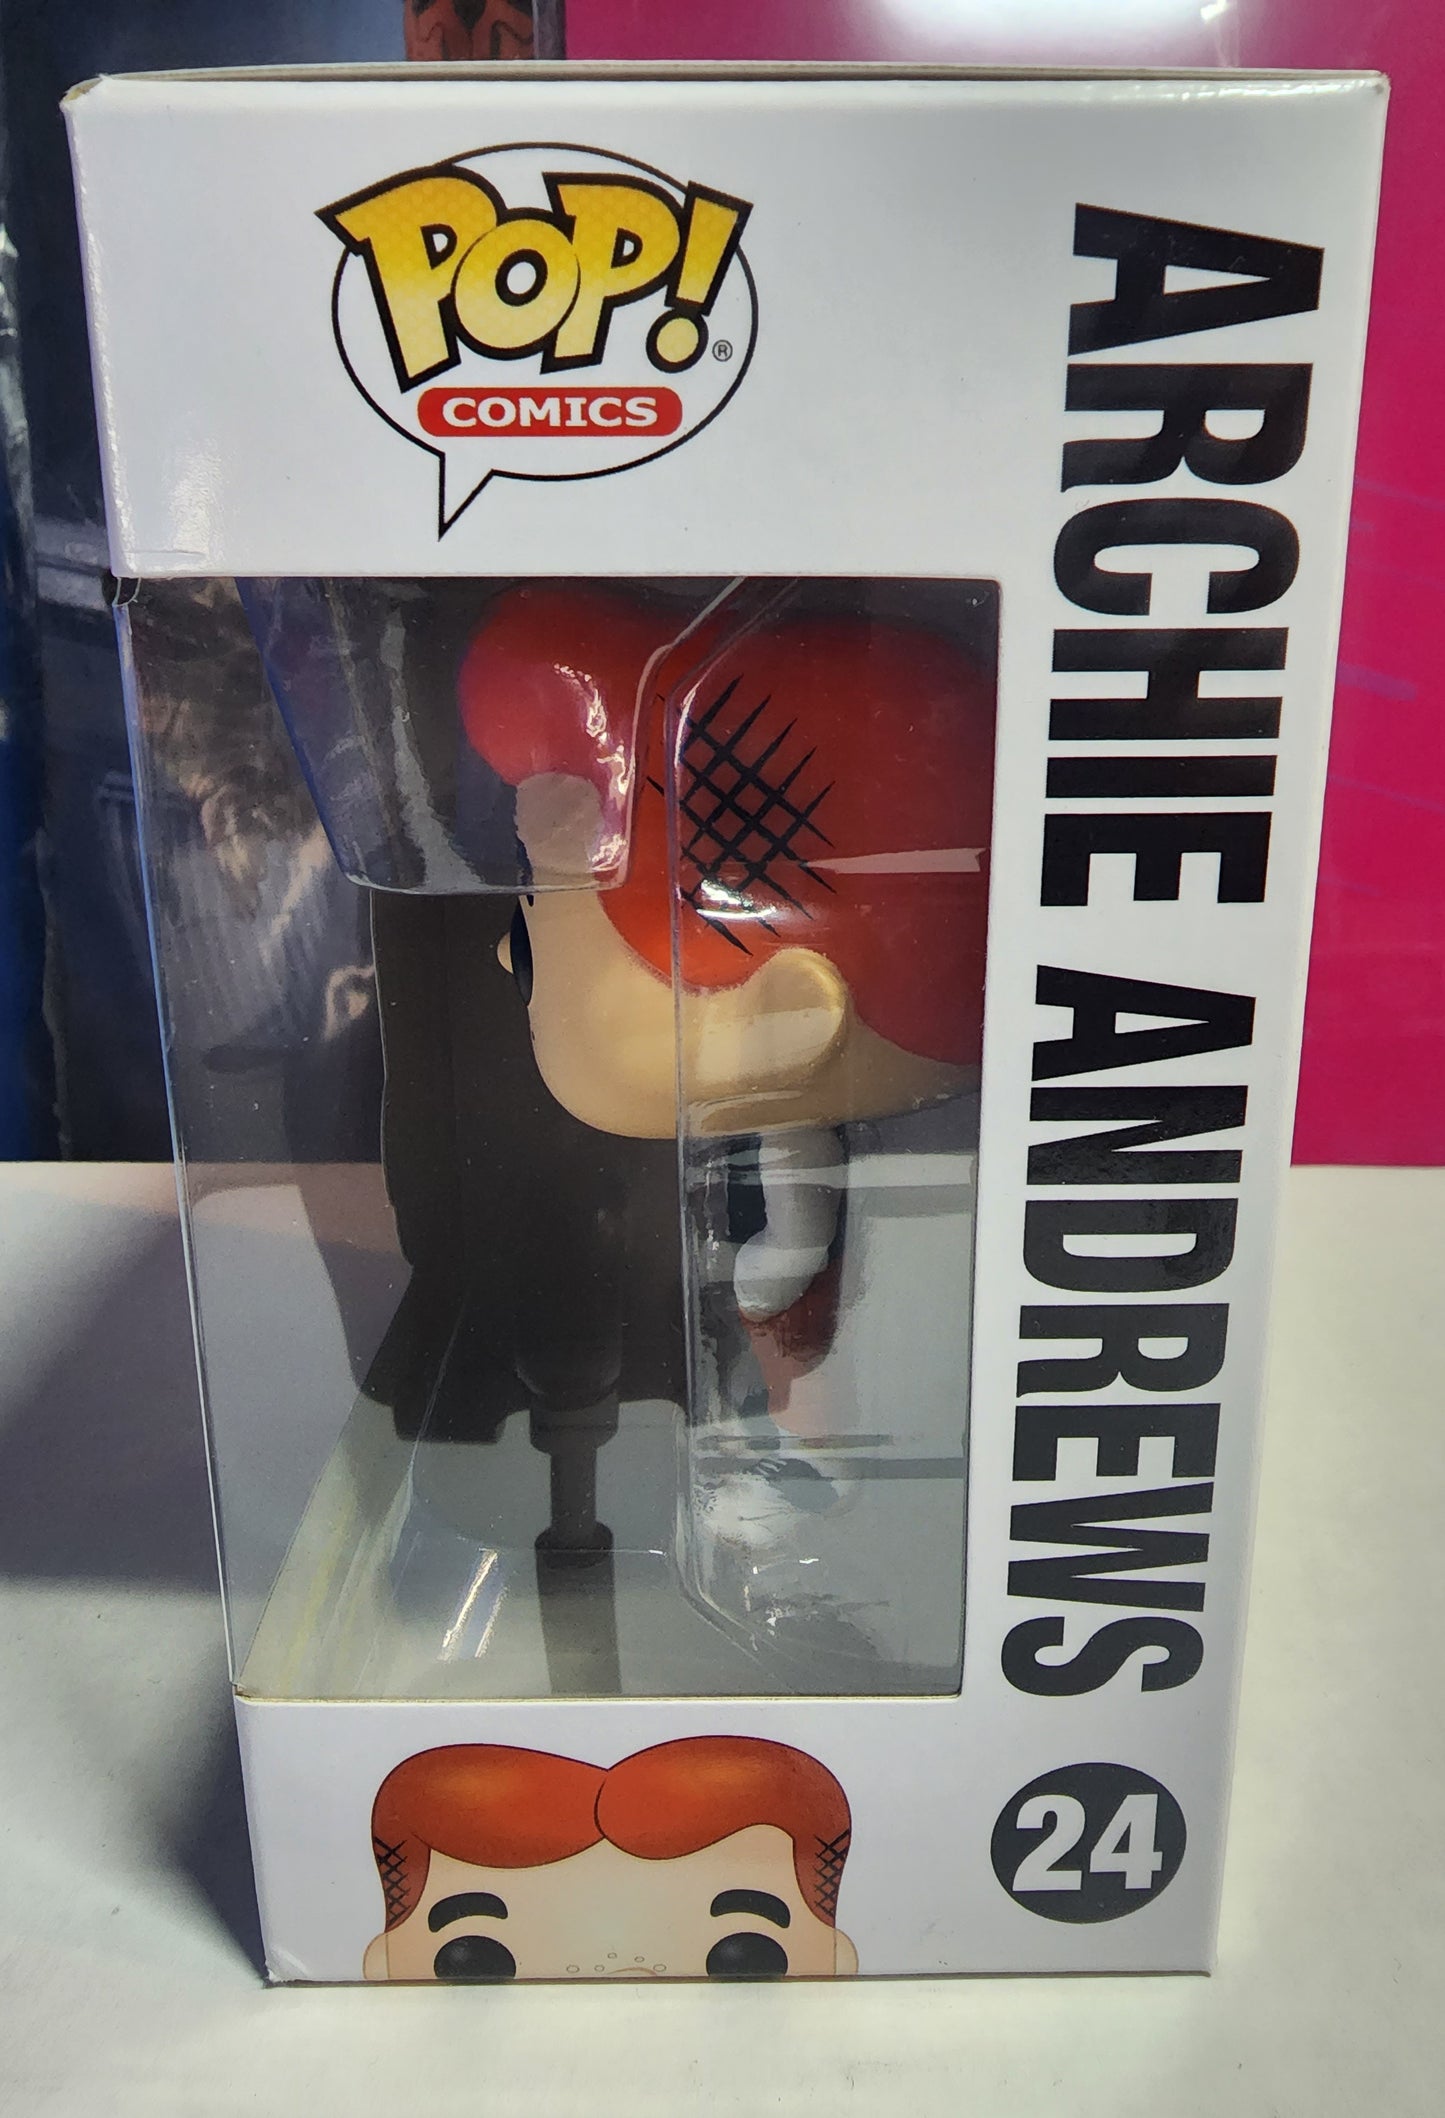 POP!®
COMICS
ARCHIE ANDREWS
24